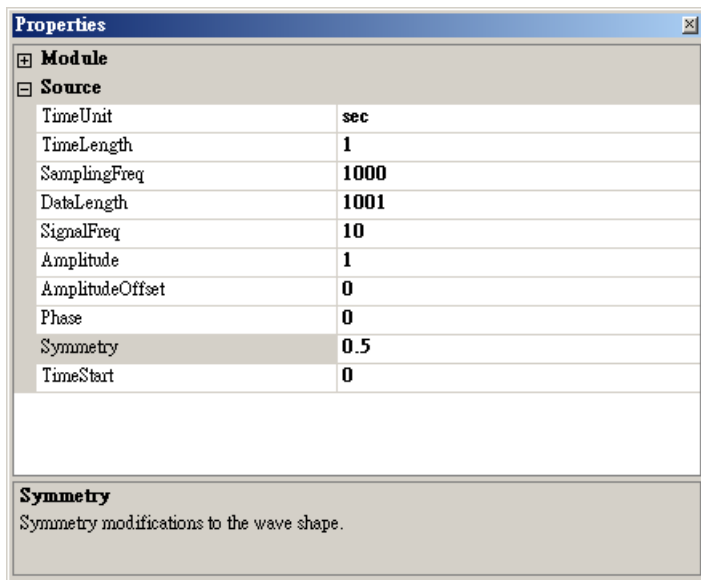 Properties
Module
Source
TimeUnit sec
TimeLength 1
SamplingFreq 1000
DataLength 1001
SignalFreq 10
Amplitude 1
AmplitudeOffset 0
Phase 0
Symmetry 0.5
TimeStart 0
Symmetry
Symmetry modifications to the wave shape.